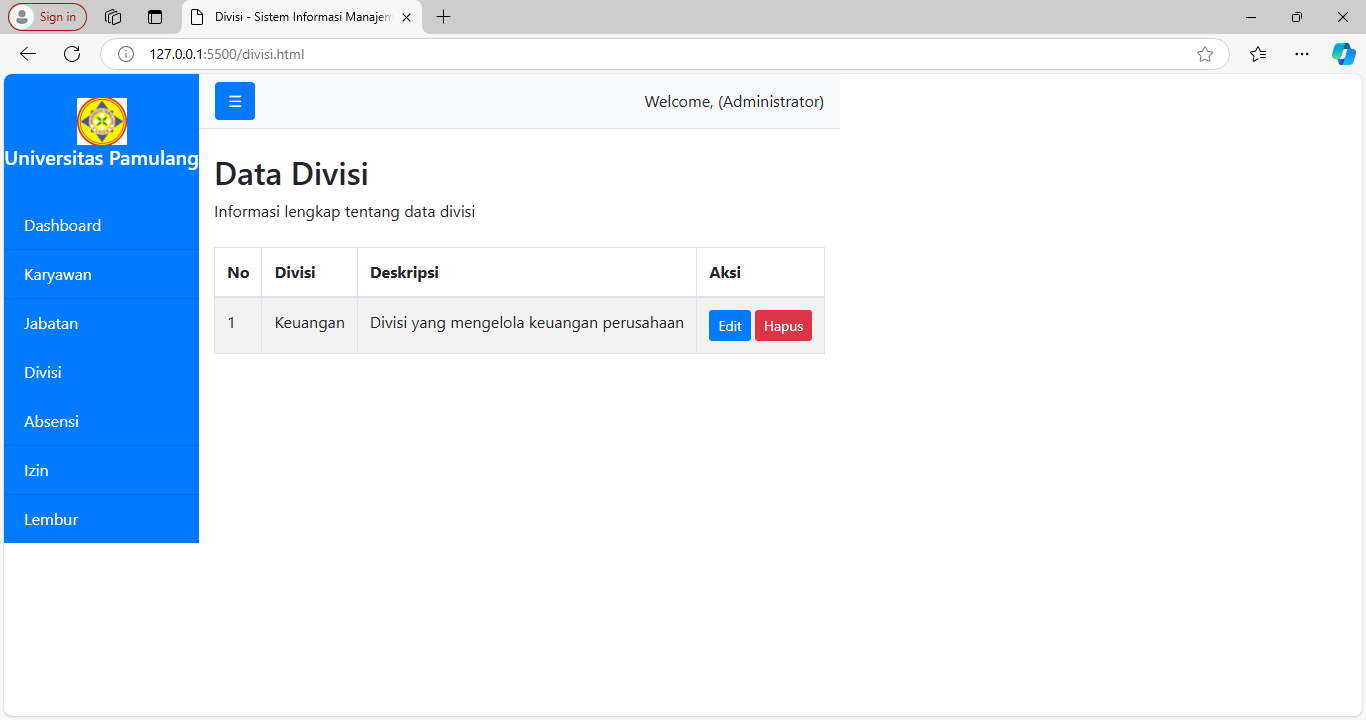 Sign in
Divisi - Sistem Informasi Manajem
127.0.0.1:5500/divisi.html
Universitas Pamulang
Dashboard
Karyawan
Jabatan
Divisi
Absensi
Izin
Lembur
Welcome, (Administrator)
Data Divisi
Informasi lengkap tentang data divisi
No Divisi Deskripsi Aksi
1 Keuangan Divisi yang mengelola keuangan perusahaan Edit Hapus